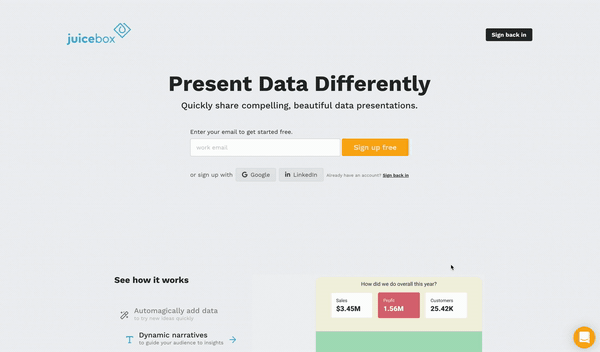 juicebox
Sign back in
Present Data Differently
Quickly share compelling, beautiful data presentations.
Enter your email to get started free.
work email
Sign up free
or sign up with
Google
in LinkedIn
Already have an account? Sign back in
See how it works
How did we do overall this year?
Sales
$3.45M
Profit
1.56M
Customers
25.42K
Automagically add data
to try new ideas quickly
Dynamic narratives
to guide your audience to insights